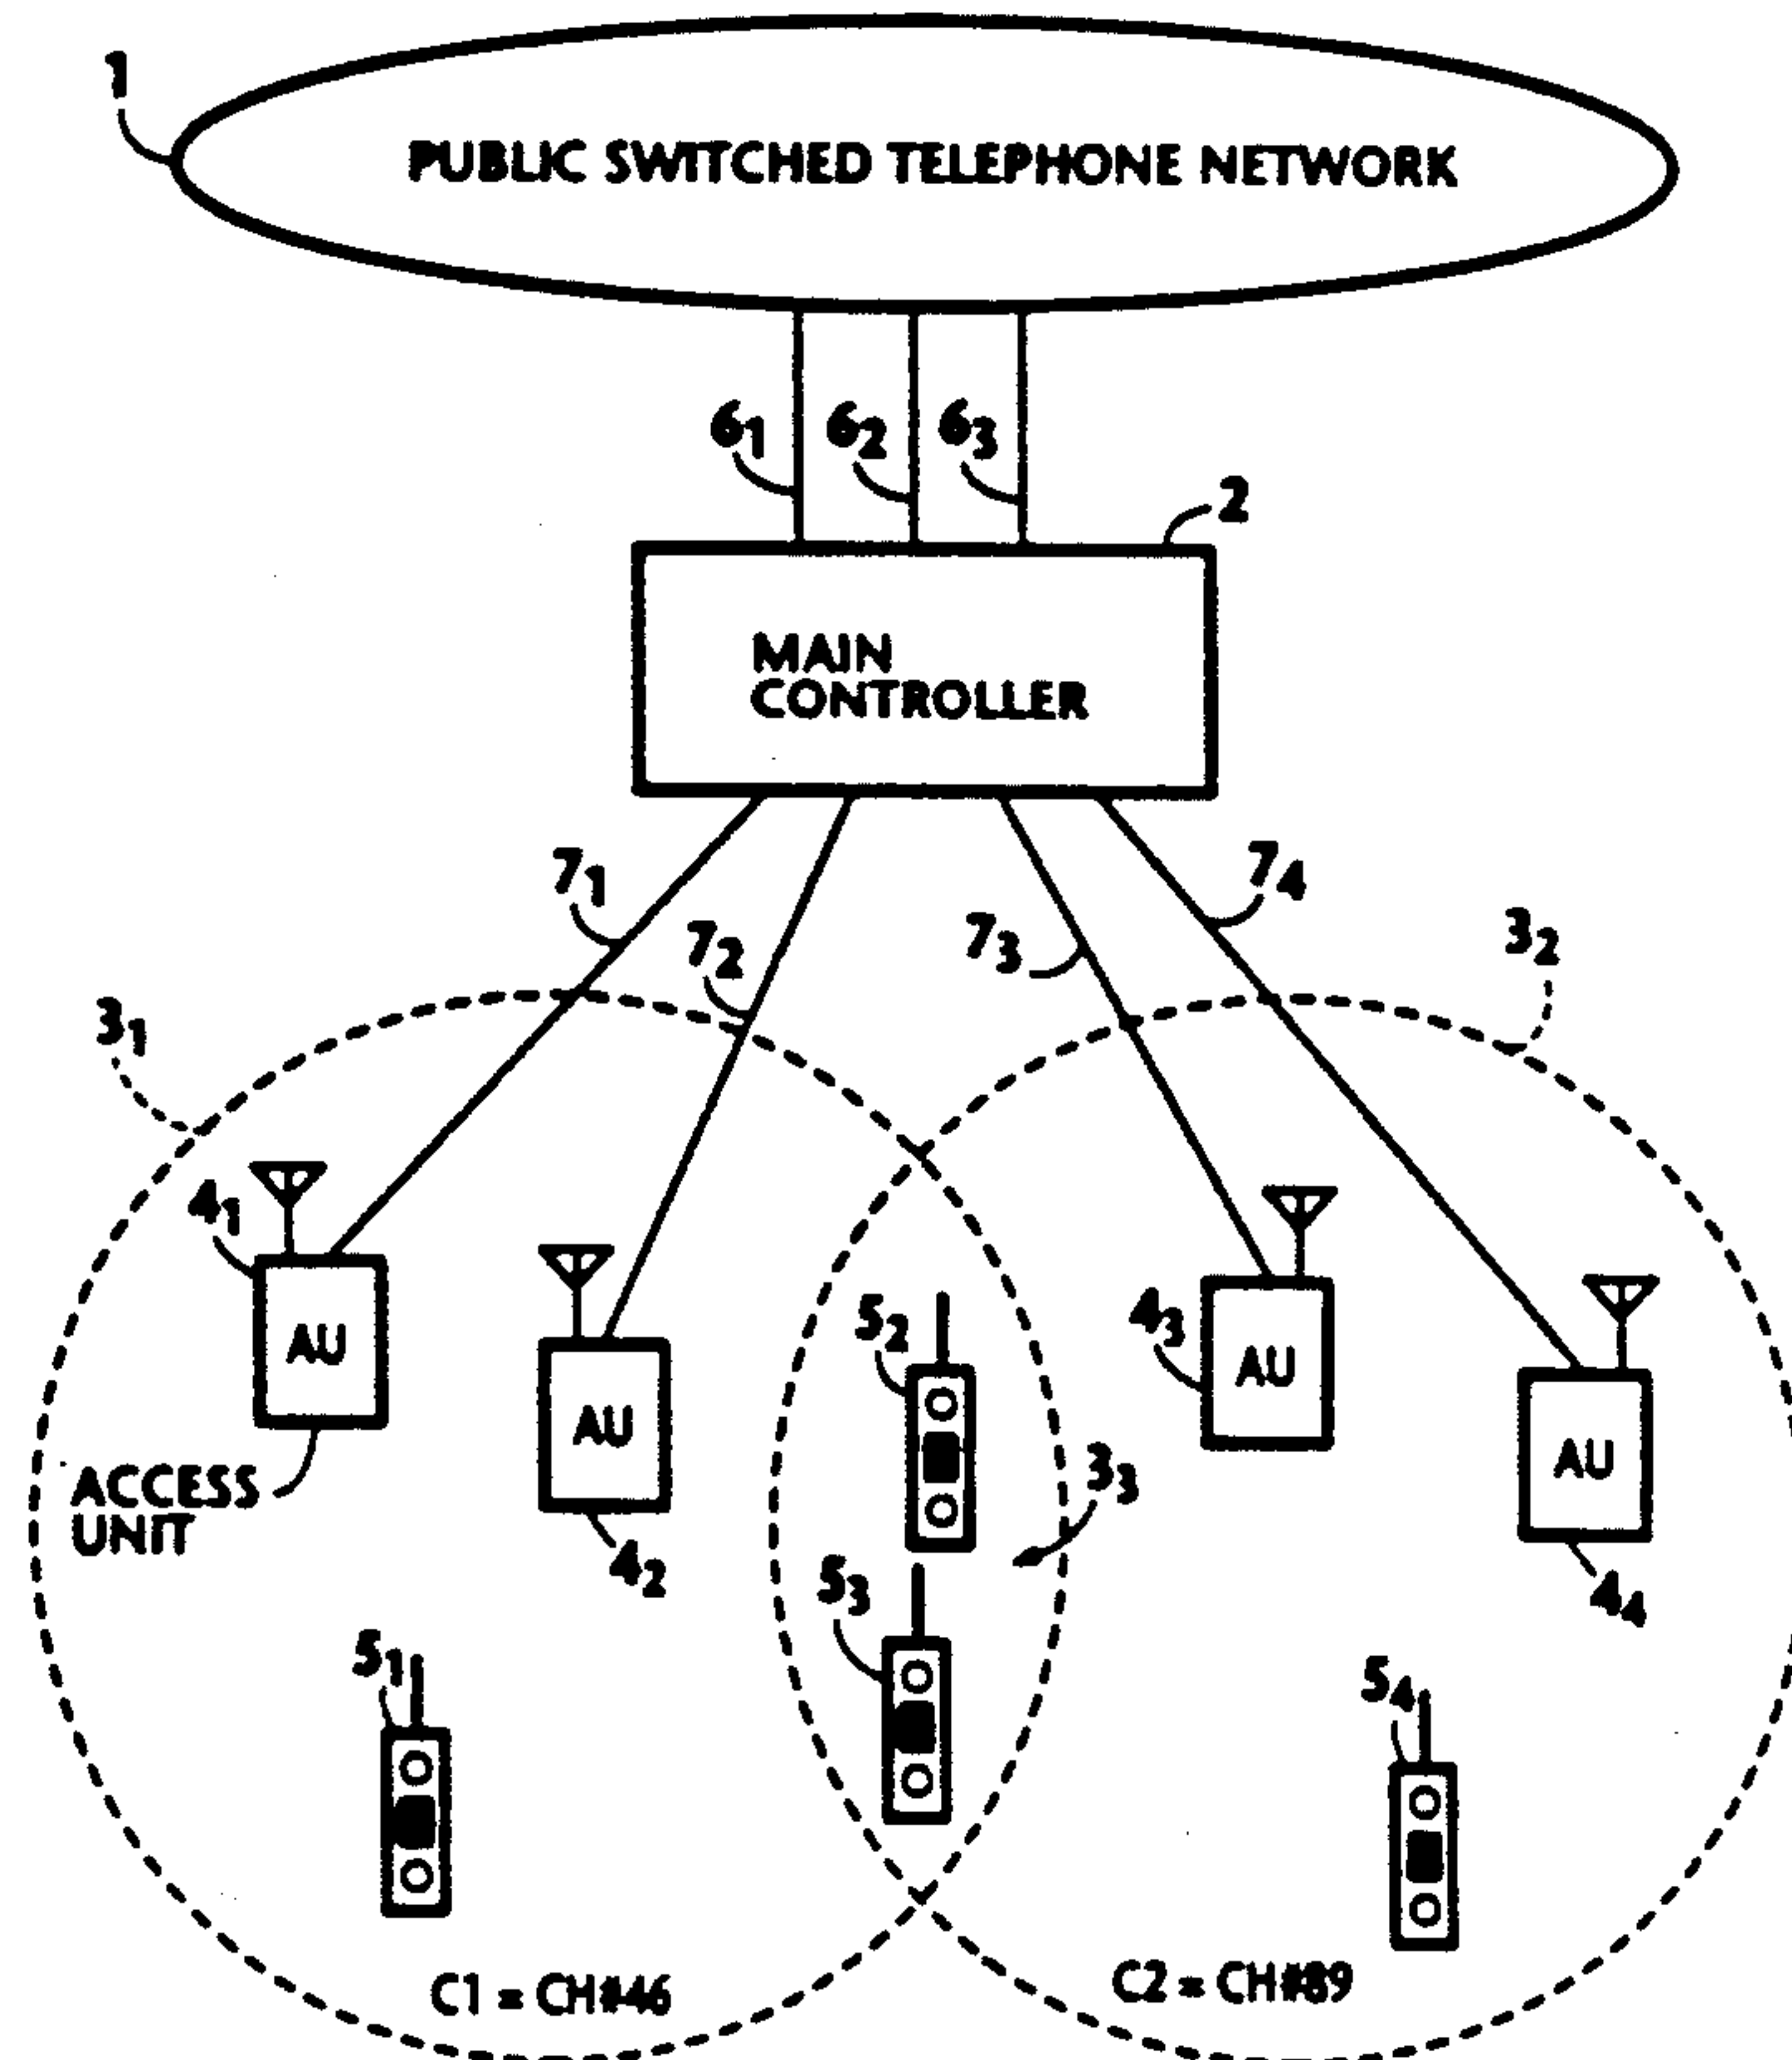 1
PUBLIC SWITCHED TELEPHONE NETWORK
6₁ 6₂ 6₃
2
MAIN
CONTROLLER
7₁
7₂
7₃
7₄
3₁
3₂
4₁
AU
ACCESS
UNIT
AU
4₂
5₂
5₃
3₃
4₃
AU
AU
4₄
5₁
5₄
C1 = CH#46
C2 = CH#89